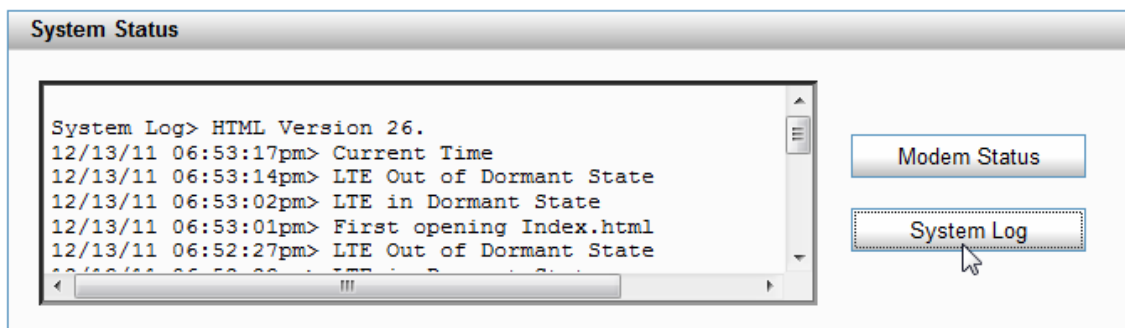 System Status
System Log> HTML Version 26.
12/13/11 06:53:17pm> Current Time
12/13/11 06:53:14pm> LTE Out of Dormant State
12/13/11 06:53:02pm> LTE in Dormant State
12/13/11 06:53:01pm> First opening Index.html
12/13/11 06:52:27pm> LTE Out of Dormant State
Modem Status
System Log